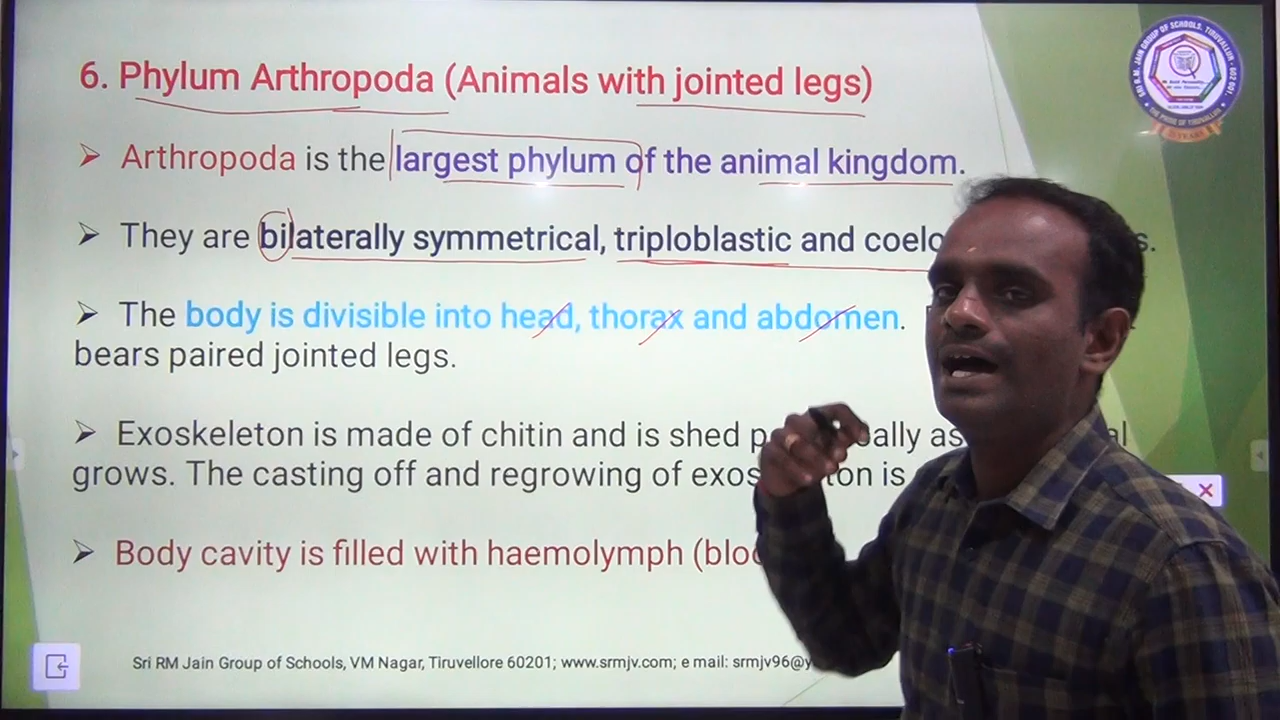 6. Phylum Arthropoda (Animals with jointed legs)
➢ Arthropoda is the largest phylum of the animal kingdom.
➢ They are bilaterally symmetrical, triploblastic and
➢ The body is divisible into head, thorax and abdomen.
bears paired jointed legs.
➢ Exoskeleton is made of chitin and is shed as
grows. The casting off and regrowing of is
➢ Body cavity is filled with haemolymph
Sri RM Jain Group of Schools, VM Nagar, Tiruvellore 60201; www.srmjv.com; e mail: